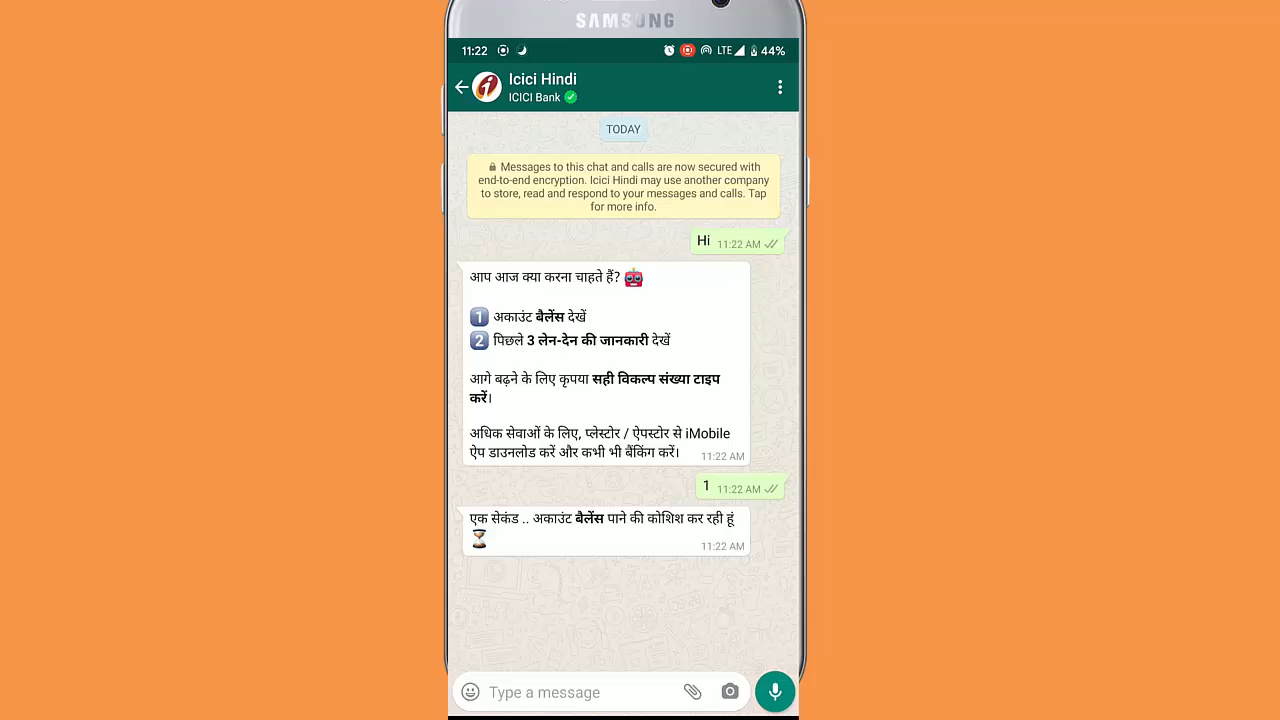 SAMSUNG
11:22 LTE 44%
Icici Hindi
ICICI Bank
TODAY
Messages to this chat and calls are now secured with
end-to-end encryption. Icici Hindi may use another company
to store, read and respond to your messages and calls. Tap
for more info.
Hi 11:22 AM
आप आज क्या करना चाहते हैं?
1 अकाउंट बैलेंस देखें
2 पिछले 3 लेन-देन की जानकारी देखें
आगे बढ़ने के लिए कृपया सही विकल्प संख्या टाइप
करें।
अधिक सेवाओं के लिए, प्लेस्टोर / ऐपस्टोर से iMobile
ऐप डाउनलोड करें और कभी भी बैंकिंग करें। 11:22 AM
1 11:22 AM
एक सेकंड .. अकाउंट बैलेंस पाने की कोशिश कर रही हूं
11:22 AM
Type a message